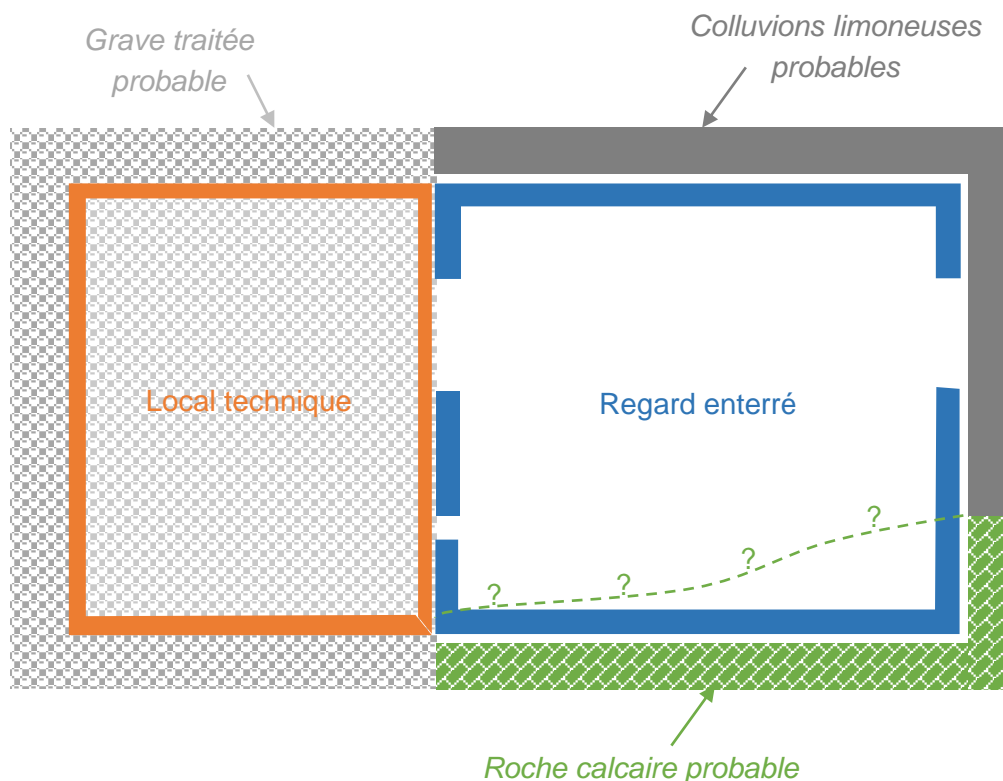 Grave traitée
probable
Colluvions limoneuses
probables
Local technique
Regard enterré
?
?
?
?
Roche calcaire probable